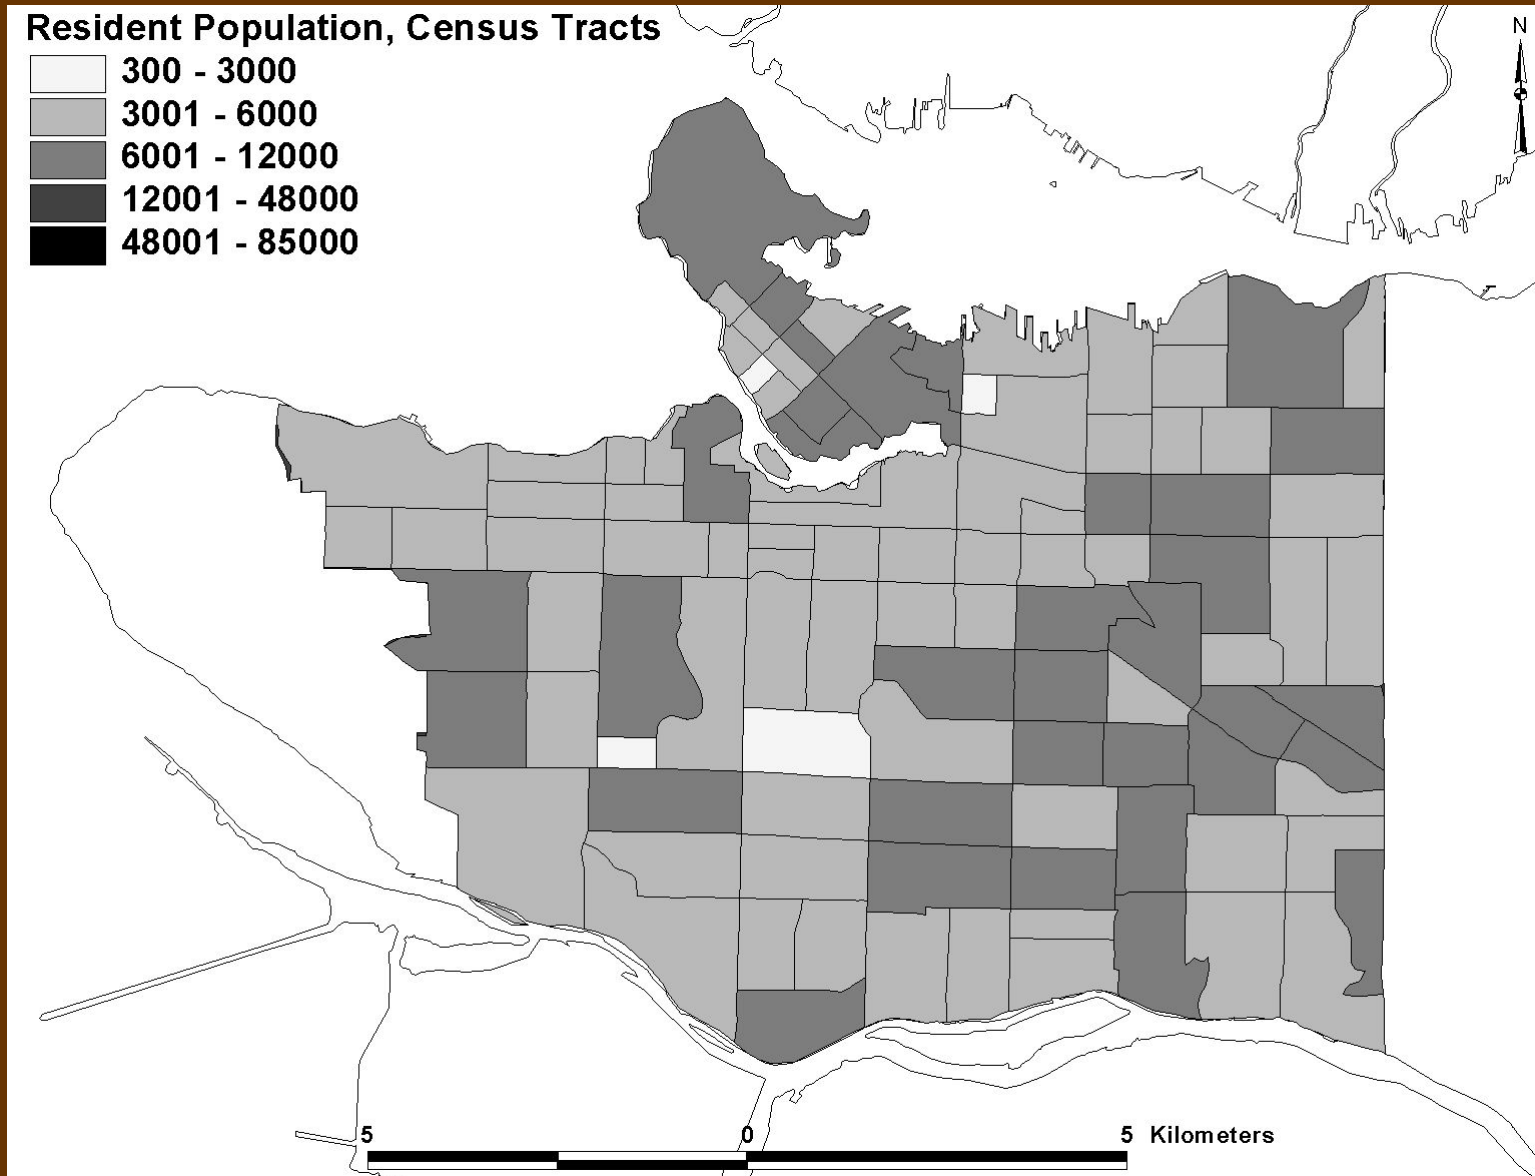 Resident Population, Census Tracts
300 - 3000
3001 - 6000
6001 - 12000
12001 - 48000
48001 - 85000
N
5 0 5 Kilometers